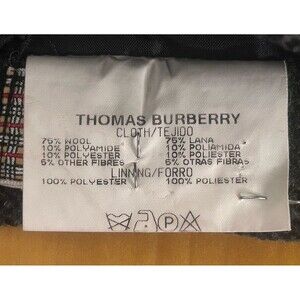 THOMAS BURBERRY
CLOTH/TEJIDO
75% WOOL 75% LANA
10% POLYAMIDE 10% POLIAMIDA
10% POLYESTER 10% POLIESTER
5% OTHER FIBRES 5% OTRAS FIBRAS
LINNING/FORRO
100% POLYESTER 100% POLIESTER
P A